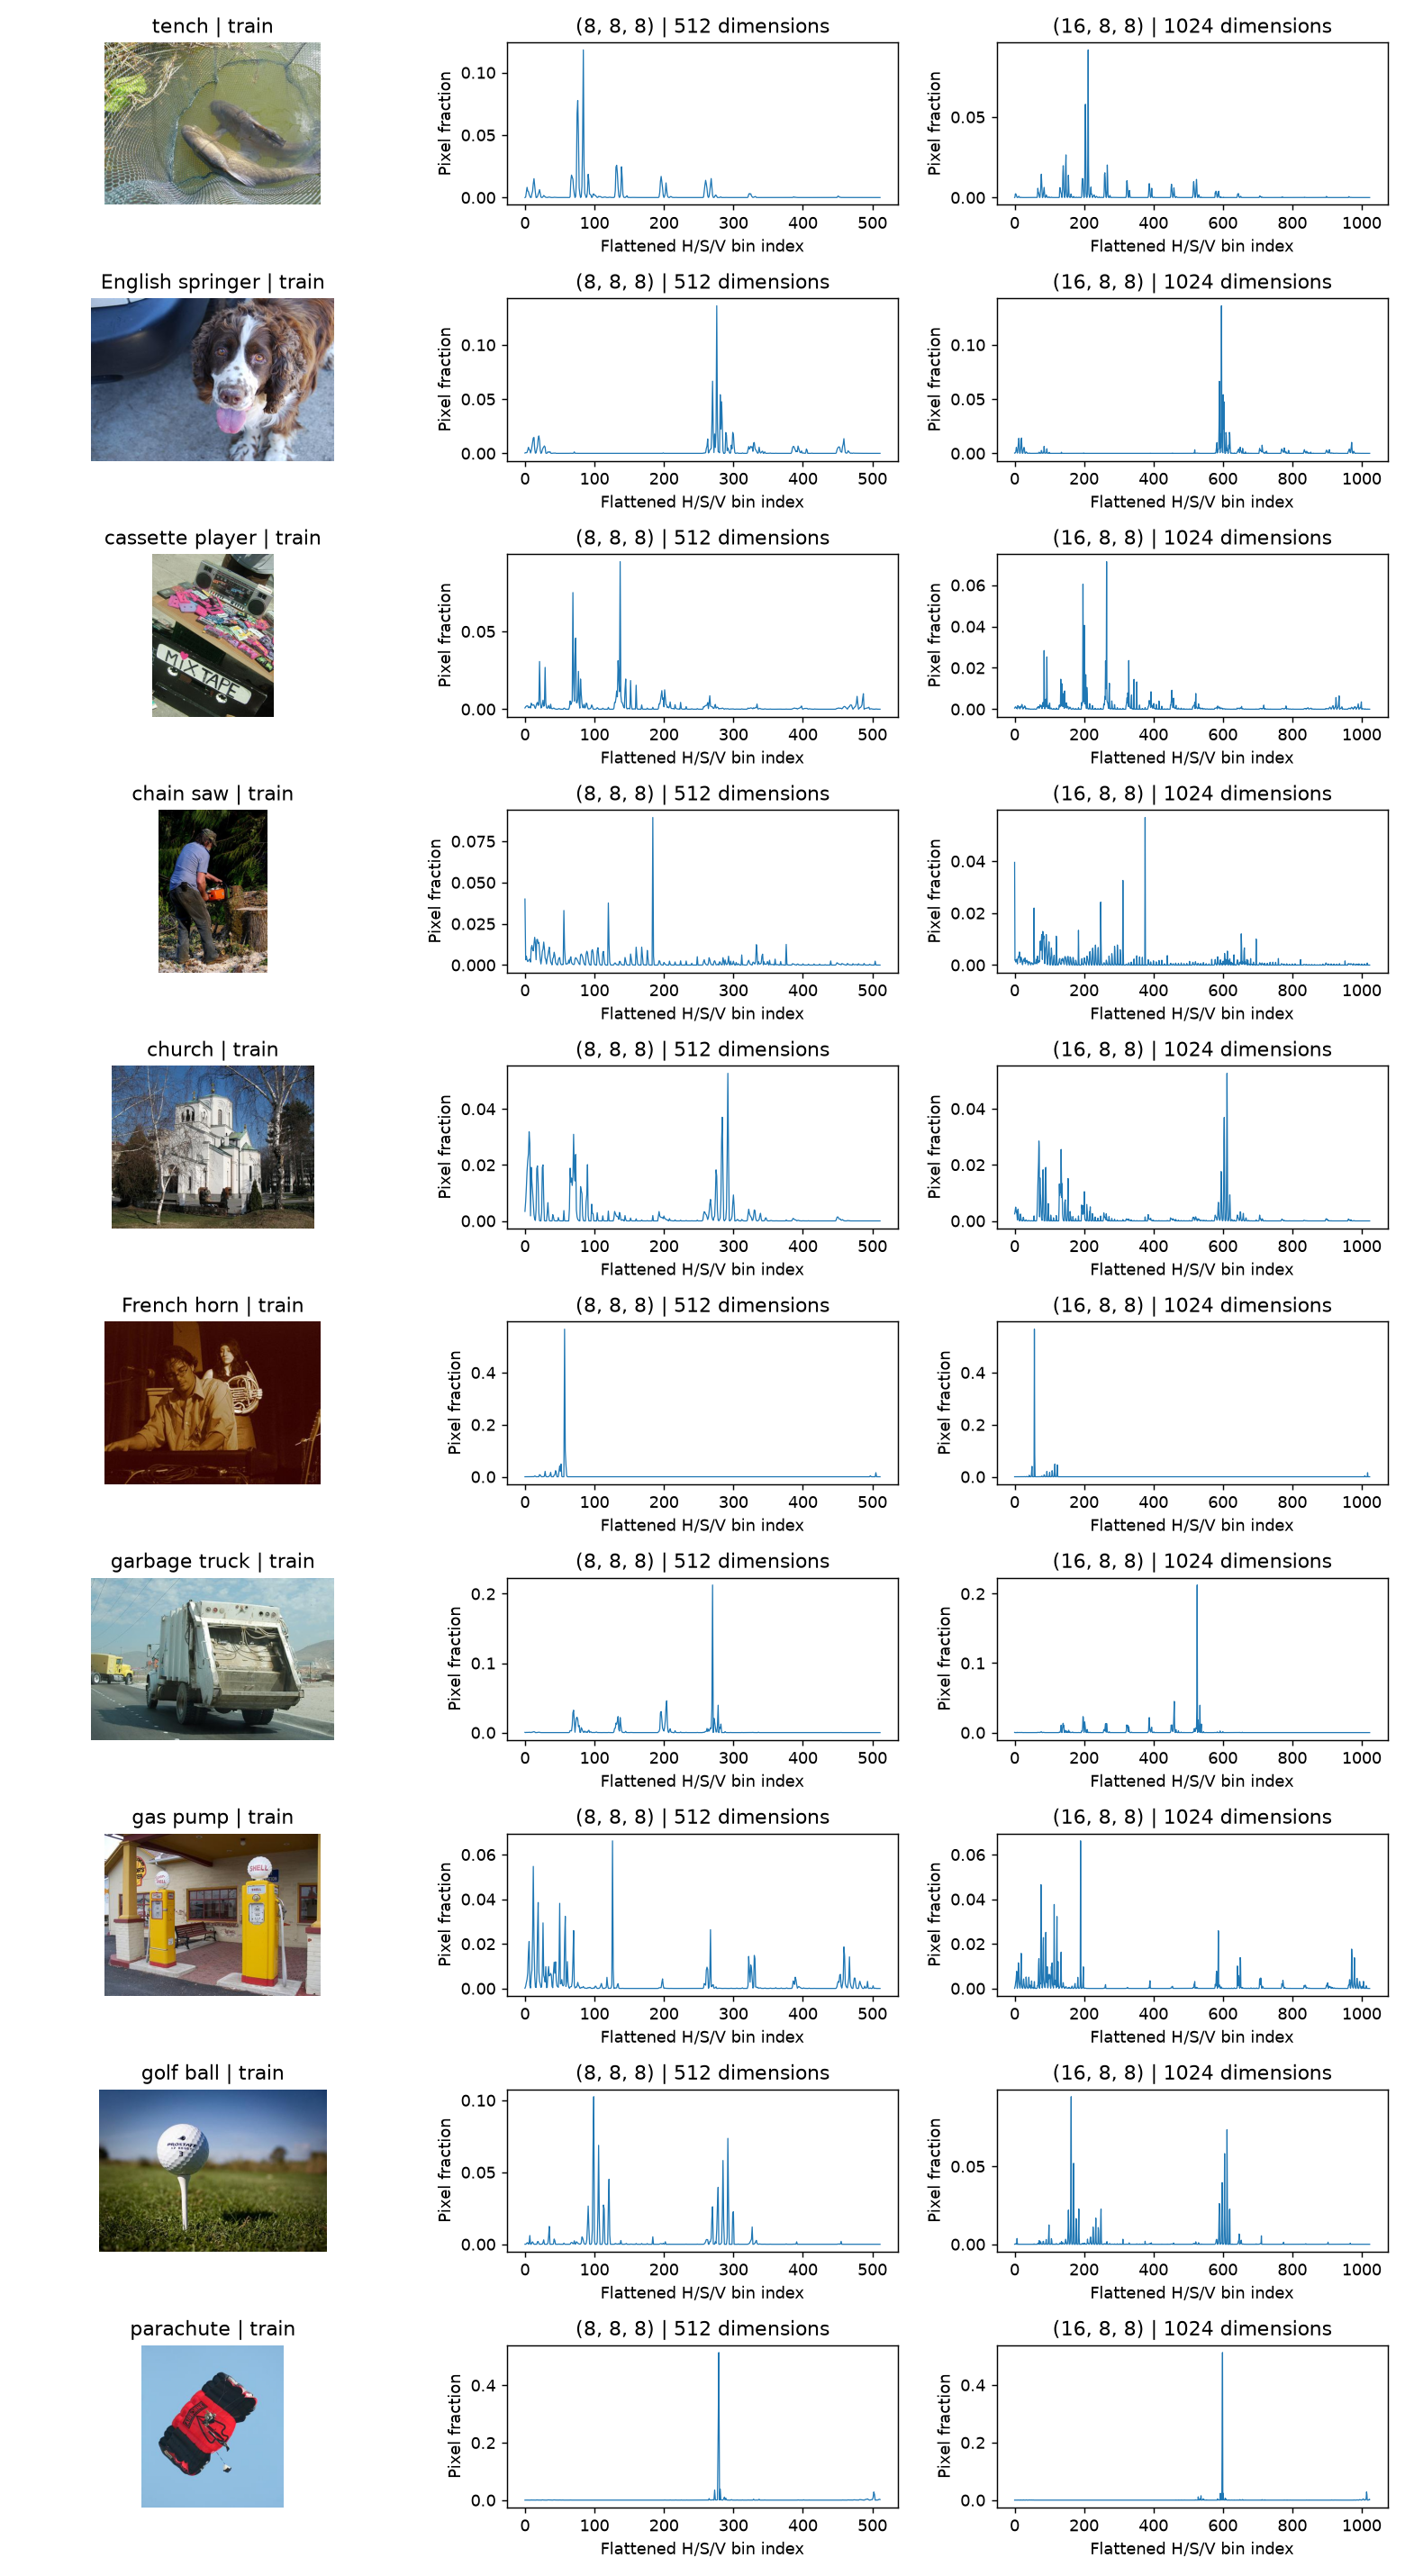 tench | train
(8, 8, 8) | 512 dimensions
(16, 8, 8) | 1024 dimensions
Pixel fraction
0.10
0.05
0.00
0 100 200 300 400 500
Flattened H/S/V bin index
Pixel fraction
0.05
0.00
0 200 400 600 800 1000
Flattened H/S/V bin index
English springer | train
(8, 8, 8) | 512 dimensions
(16, 8, 8) | 1024 dimensions
Pixel fraction
0.10
0.05
0.00
0 100 200 300 400 500
Flattened H/S/V bin index
Pixel fraction
0.10
0.05
0.00
0 200 400 600 800 1000
Flattened H/S/V bin index
cassette player | train
MIX TAPE
(8, 8, 8) | 512 dimensions
(16, 8, 8) | 1024 dimensions
Pixel fraction
0.05
0.00
0 100 200 300 400 500
Flattened H/S/V bin index
Pixel fraction
0.06
0.04
0.02
0.00
0 200 400 600 800 1000
Flattened H/S/V bin index
chain saw | train
(8, 8, 8) | 512 dimensions
(16, 8, 8) | 1024 dimensions
Pixel fraction
0.075
0.050
0.025
0.000
0 100 200 300 400 500
Flattened H/S/V bin index
Pixel fraction
0.04
0.02
0.00
0 200 400 600 800 1000
Flattened H/S/V bin index
church | train
(8, 8, 8) | 512 dimensions
(16, 8, 8) | 1024 dimensions
Pixel fraction
0.04
0.02
0.00
0 100 200 300 400 500
Flattened H/S/V bin index
Pixel fraction
0.04
0.02
0.00
0 200 400 600 800 1000
Flattened H/S/V bin index
French horn | train
(8, 8, 8) | 512 dimensions
(16, 8, 8) | 1024 dimensions
Pixel fraction
0.4
0.2
0.0
0 100 200 300 400 500
Flattened H/S/V bin index
Pixel fraction
0.4
0.2
0.0
0 200 400 600 800 1000
Flattened H/S/V bin index
garbage truck | train
(8, 8, 8) | 512 dimensions
(16, 8, 8) | 1024 dimensions
Pixel fraction
0.2
0.1
0.0
0 100 200 300 400 500
Flattened H/S/V bin index
Pixel fraction
0.2
0.1
0.0
0 200 400 600 800 1000
Flattened H/S/V bin index
gas pump | train
SHELL
(8, 8, 8) | 512 dimensions
(16, 8, 8) | 1024 dimensions
Pixel fraction
0.06
0.04
0.02
0.00
0 100 200 300 400 500
Flattened H/S/V bin index
Pixel fraction
0.06
0.04
0.02
0.00
0 200 400 600 800 1000
Flattened H/S/V bin index
golf ball | train
3
(8, 8, 8) | 512 dimensions
(16, 8, 8) | 1024 dimensions
Pixel fraction
0.10
0.05
0.00
0 100 200 300 400 500
Flattened H/S/V bin index
Pixel fraction
0.05
0.00
0 200 400 600 800 1000
Flattened H/S/V bin index
parachute | train
(8, 8, 8) | 512 dimensions
(16, 8, 8) | 1024 dimensions
Pixel fraction
0.4
0.2
0.0
0 100 200 300 400 500
Flattened H/S/V bin index
Pixel fraction
0.4
0.2
0.0
0 200 400 600 800 1000
Flattened H/S/V bin index